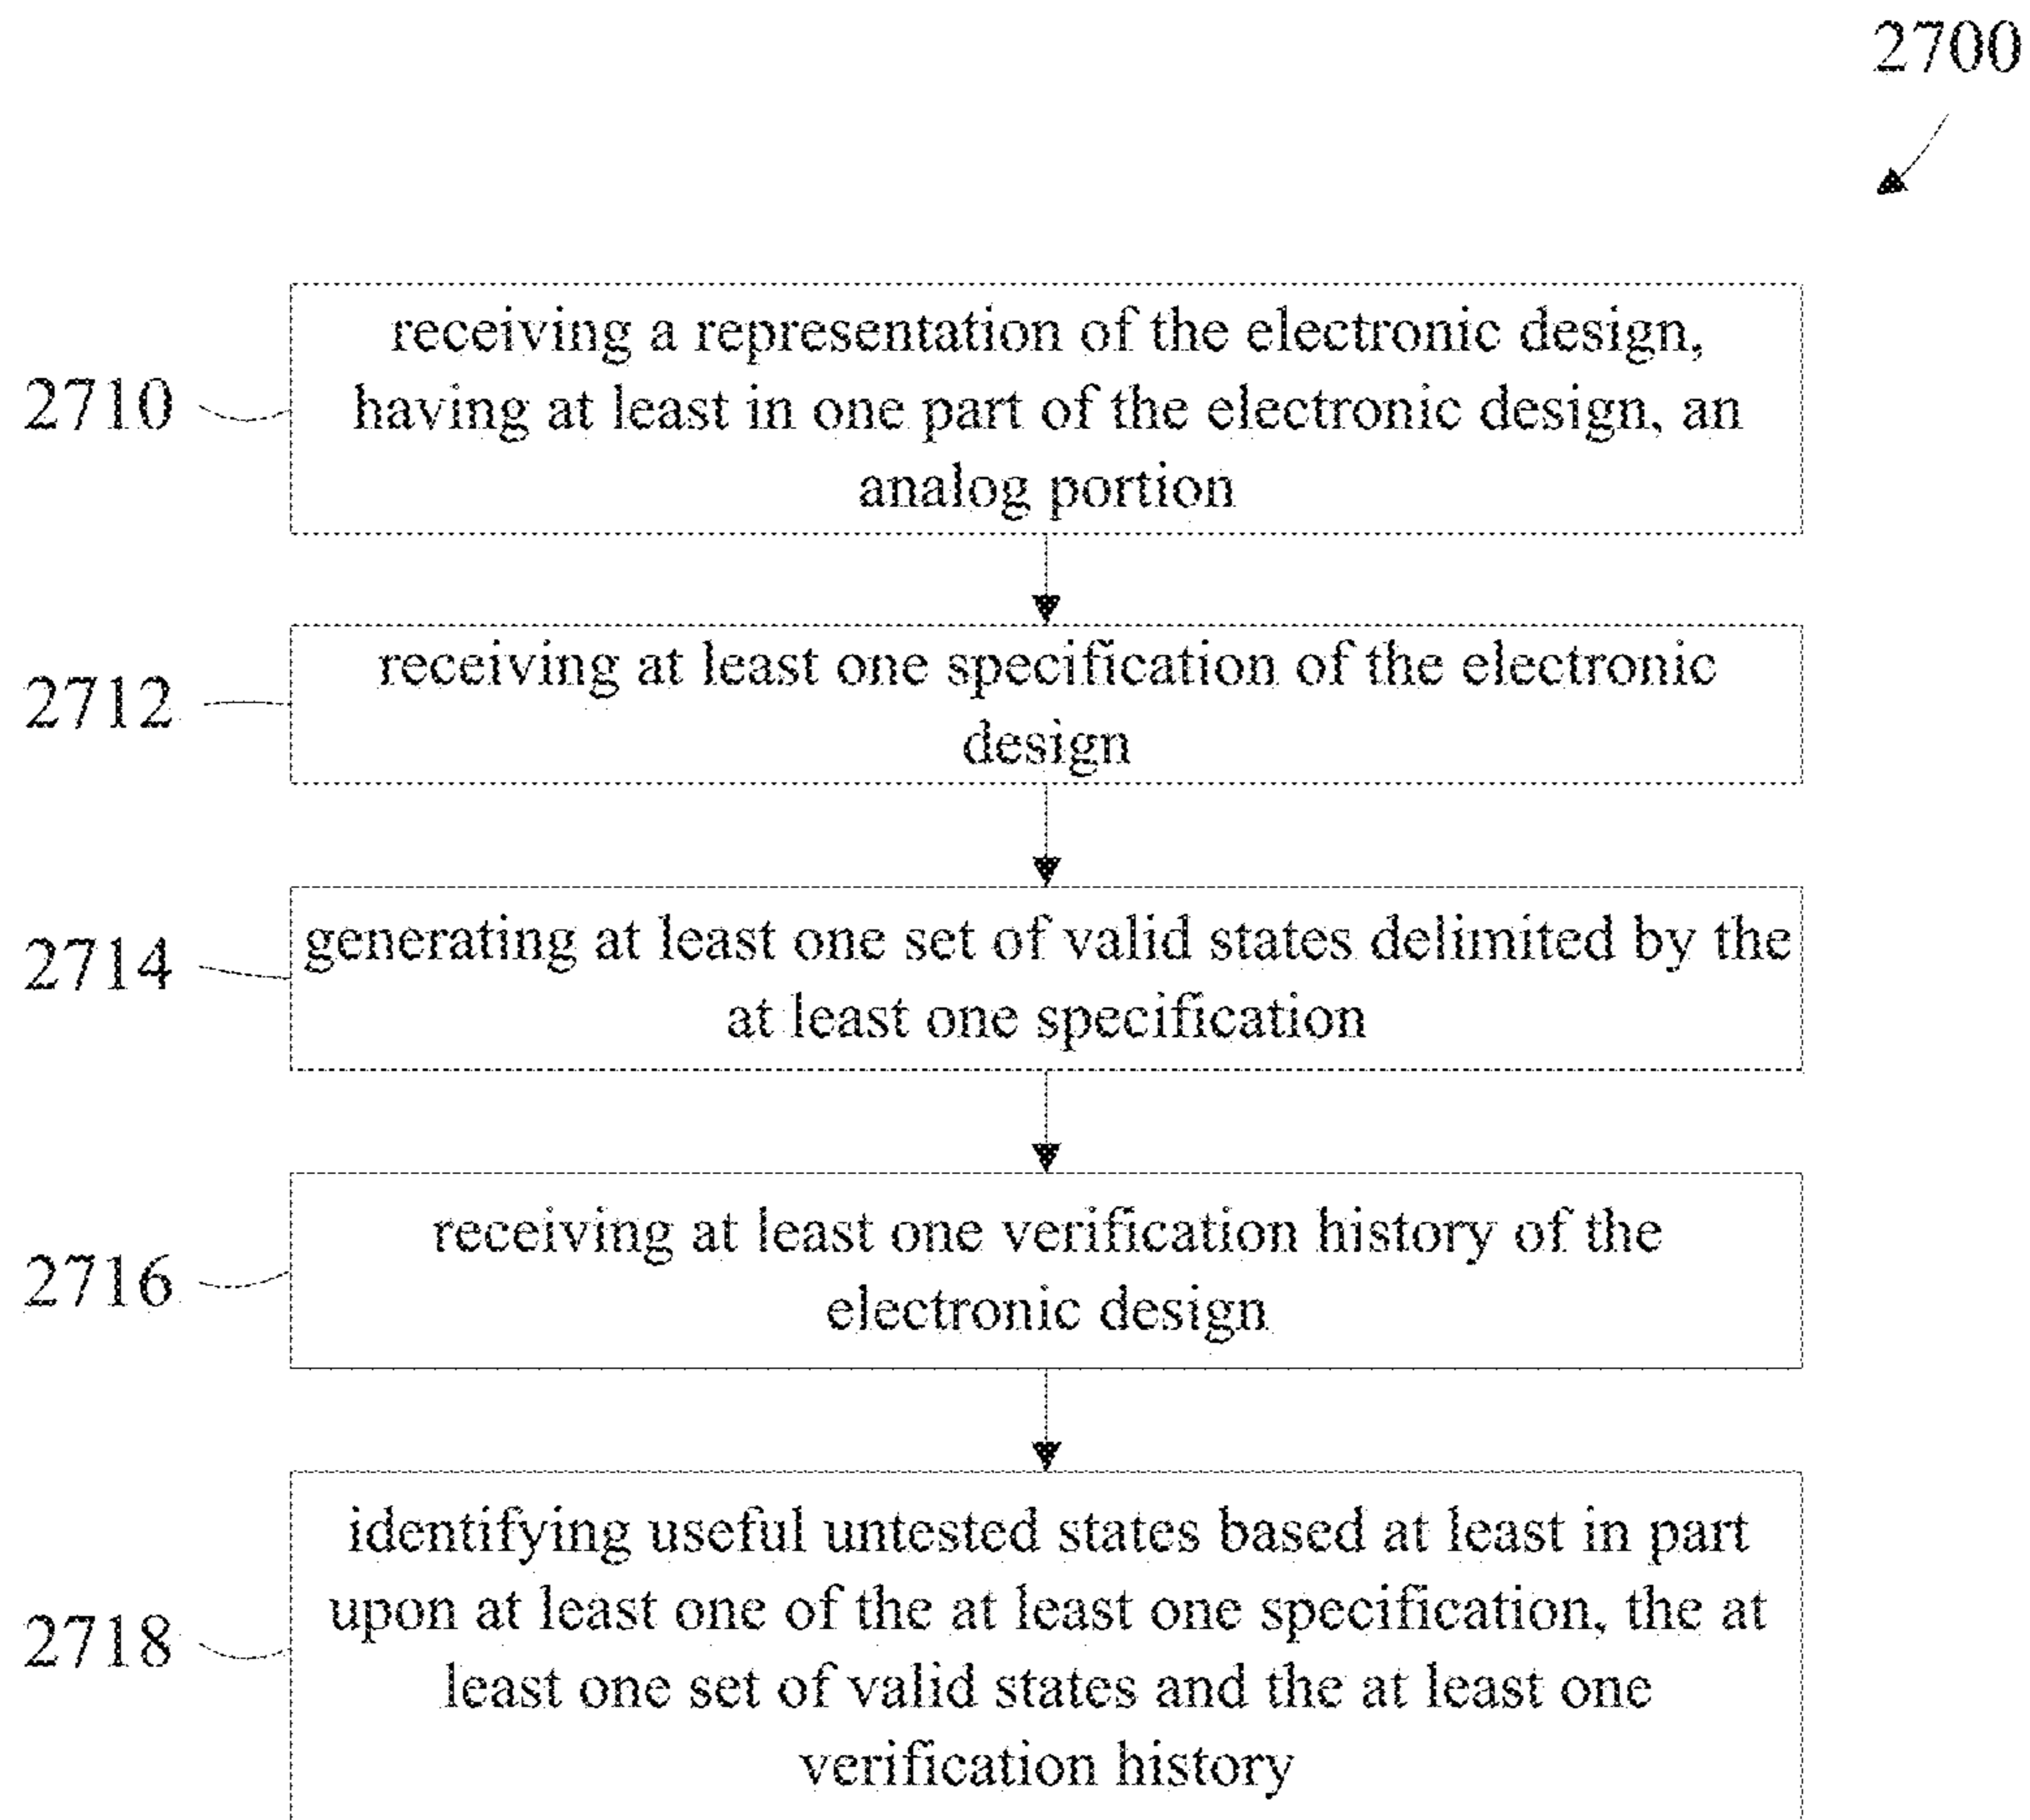 2700
2710
receiving a representation of the electronic design,
having at least in one part of the electronic design, an
analog portion
2712
receiving at least one specification of the electronic
design
2714
generating at least one set of valid states delimited by the
at least one specification
2716
receiving at least one verification history of the
electronic design
2718
identifying useful untested states based at least in part
upon at least one of the at least one specification, the at
least one set of valid states and the at least one
verification history